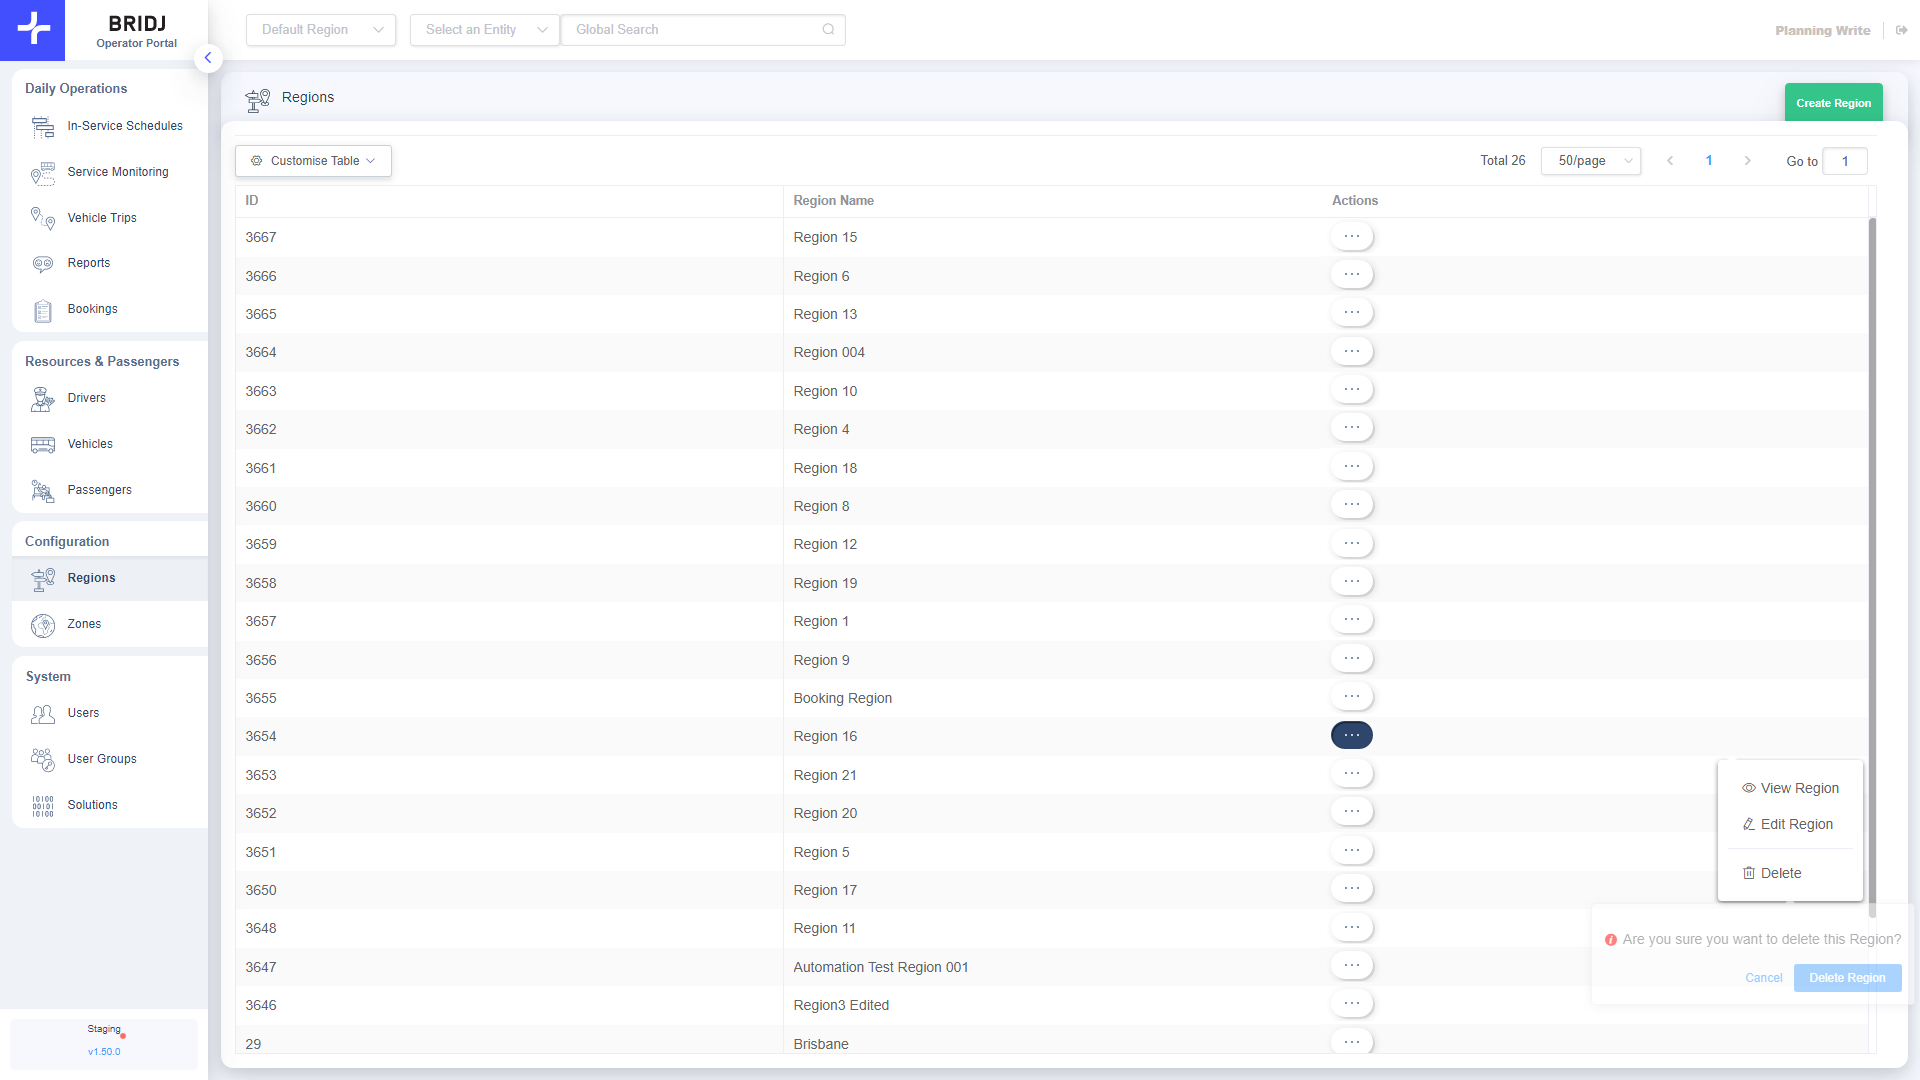 BRIDJ
Operator Portal
Default Region
Select an Entity
Global Search
Planning Write
Daily Operations
In-Service Schedules
Service Monitoring
Vehicle Trips
Reports
Bookings
Resources & Passengers
Drivers
Vehicles
Passengers
Configuration
Regions
Zones
System
Users
User Groups
Solutions
Staging
v1.50.0
Regions
Create Region
Customise Table
Total 26
50/page
1
Go to
1
ID Region Name Actions
3667 Region 15 ...
3666 Region 6 ...
3665 Region 13 ...
3664 Region 004 ...
3663 Region 10 ...
3662 Region 4 ...
3661 Region 18 ...
3660 Region 8 ...
3659 Region 12 ...
3658 Region 19 ...
3657 Region 1 ...
3656 Region 9 ...
3655 Booking Region ...
3654 Region 16 ...
3653 Region 21 ...
3652 Region 20 ...
3651 Region 5 ...
3650 Region 17 ...
3648 Region 11 ...
3647 Automation Test Region 001 ...
3646 Region3 Edited ...
29 Brisbane ...
View Region
Edit Region
Delete
Are you sure you want to delete this Region?
Cancel
Delete Region